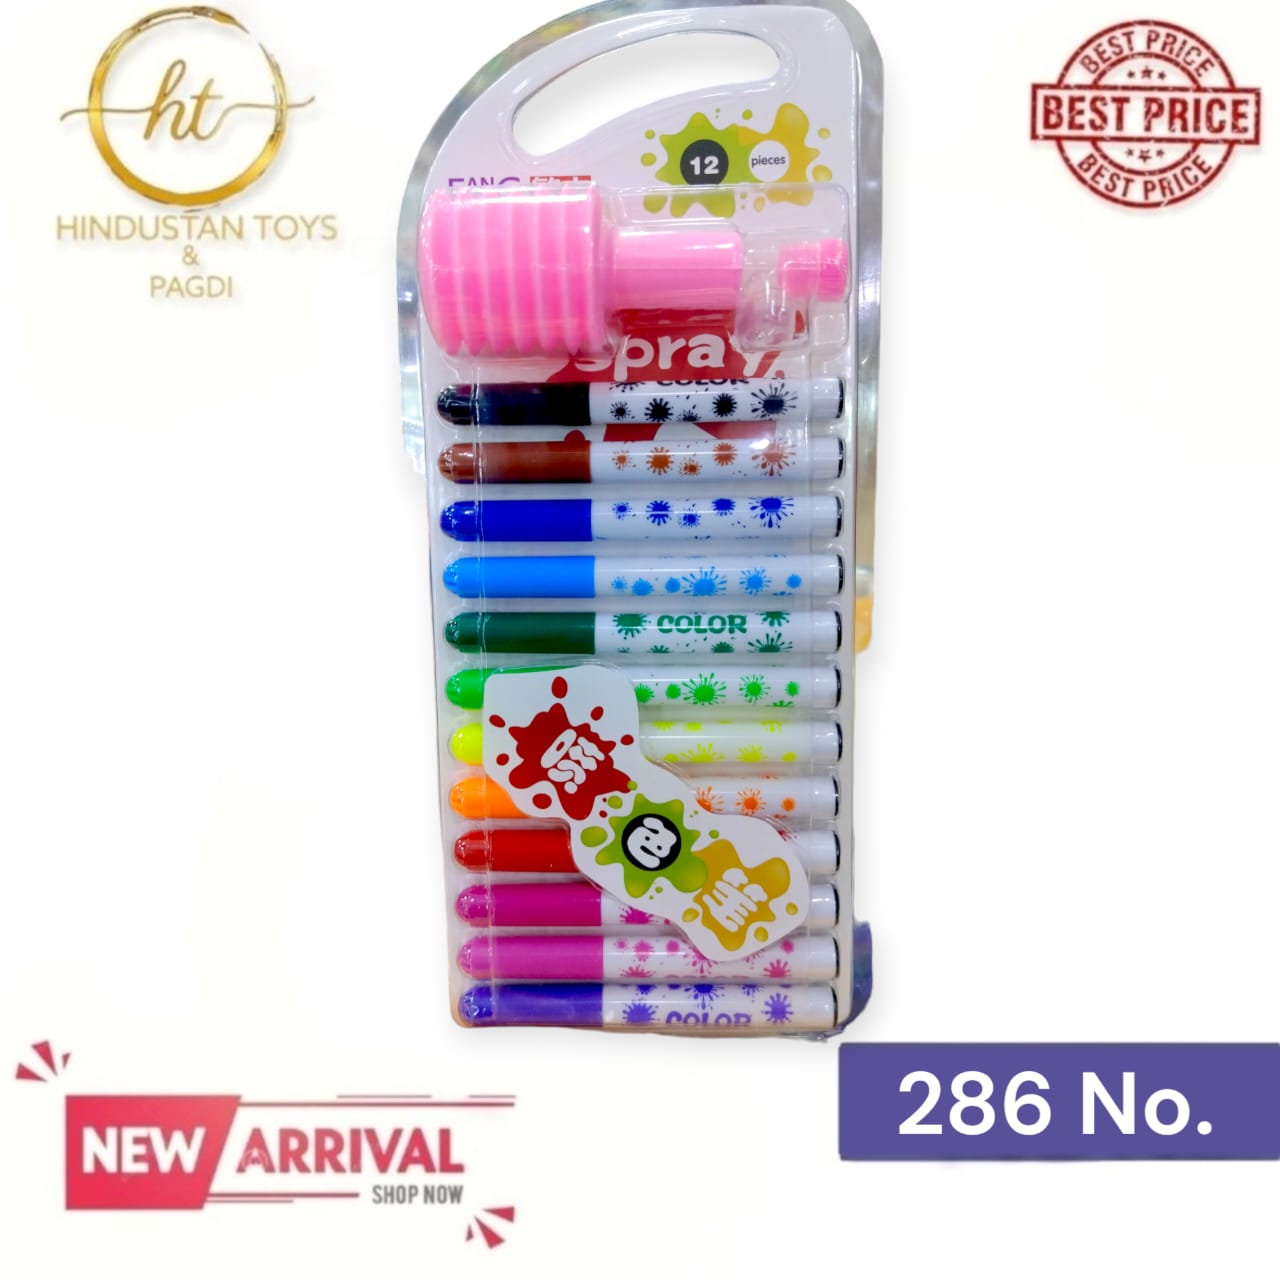 ht
HINDUSTAN TOYS
&
PAGDI
BEST PRICE
BEST PRICE
BEST PRICE
12
pieces
spray
COLOR
COLOR
COLOR
NEW ARRIVAL
SHOP NOW
286 No.